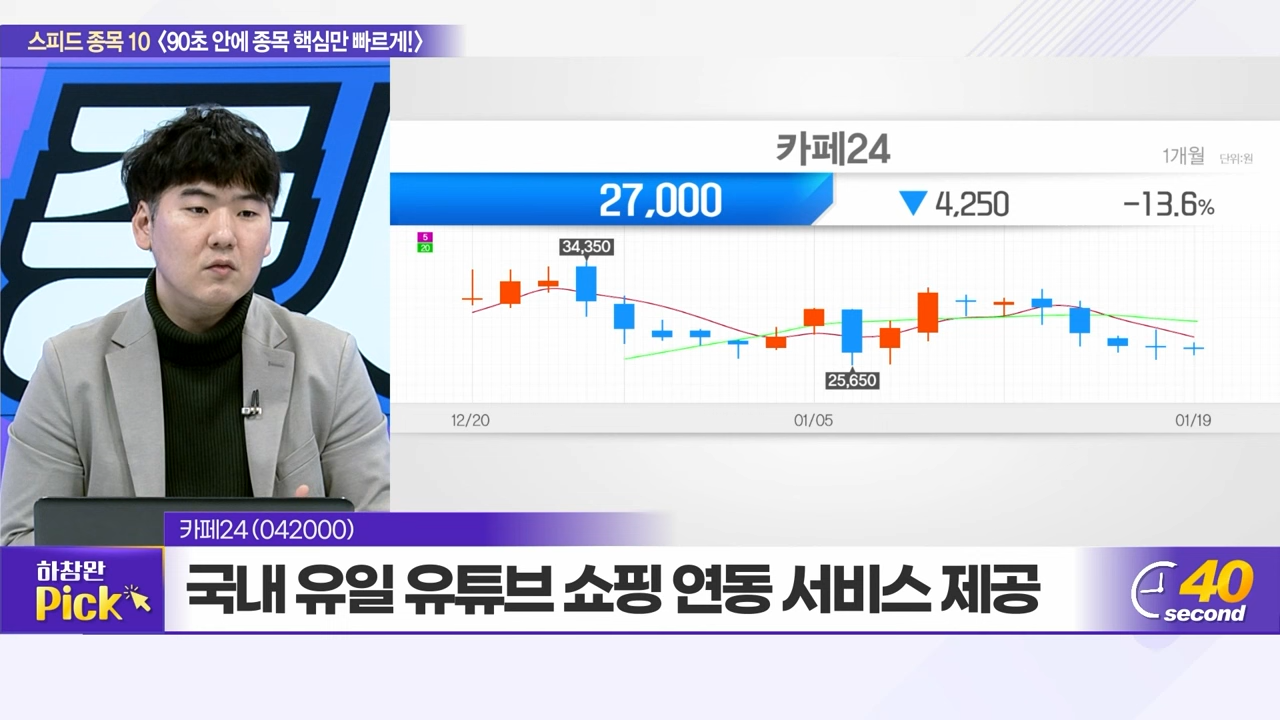 스피드 종목 10 〈90초 안에 종목 핵심만 빠르게!〉
카페24
1개월 단위:원
27,000 ▼ 4,250 -13.6%
5
20
34,350
25,650
12/20 01/05 01/19
카페24 (042000)
하창완
Pick
국내 유일 유튜브 쇼핑 연동 서비스 제공
40
second